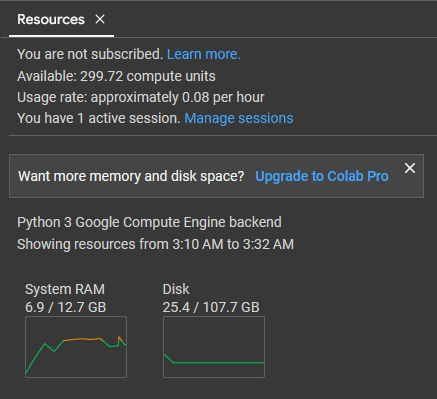 Resources ×
You are not subscribed. Learn more.
Available: 299.72 compute units
Usage rate: approximately 0.08 per hour
You have 1 active session. Manage sessions
Want more memory and disk space? Upgrade to Colab Pro ×
Python 3 Google Compute Engine backend
Showing resources from 3:10 AM to 3:32 AM
System RAM
6.9 / 12.7 GB
Disk
25.4 / 107.7 GB